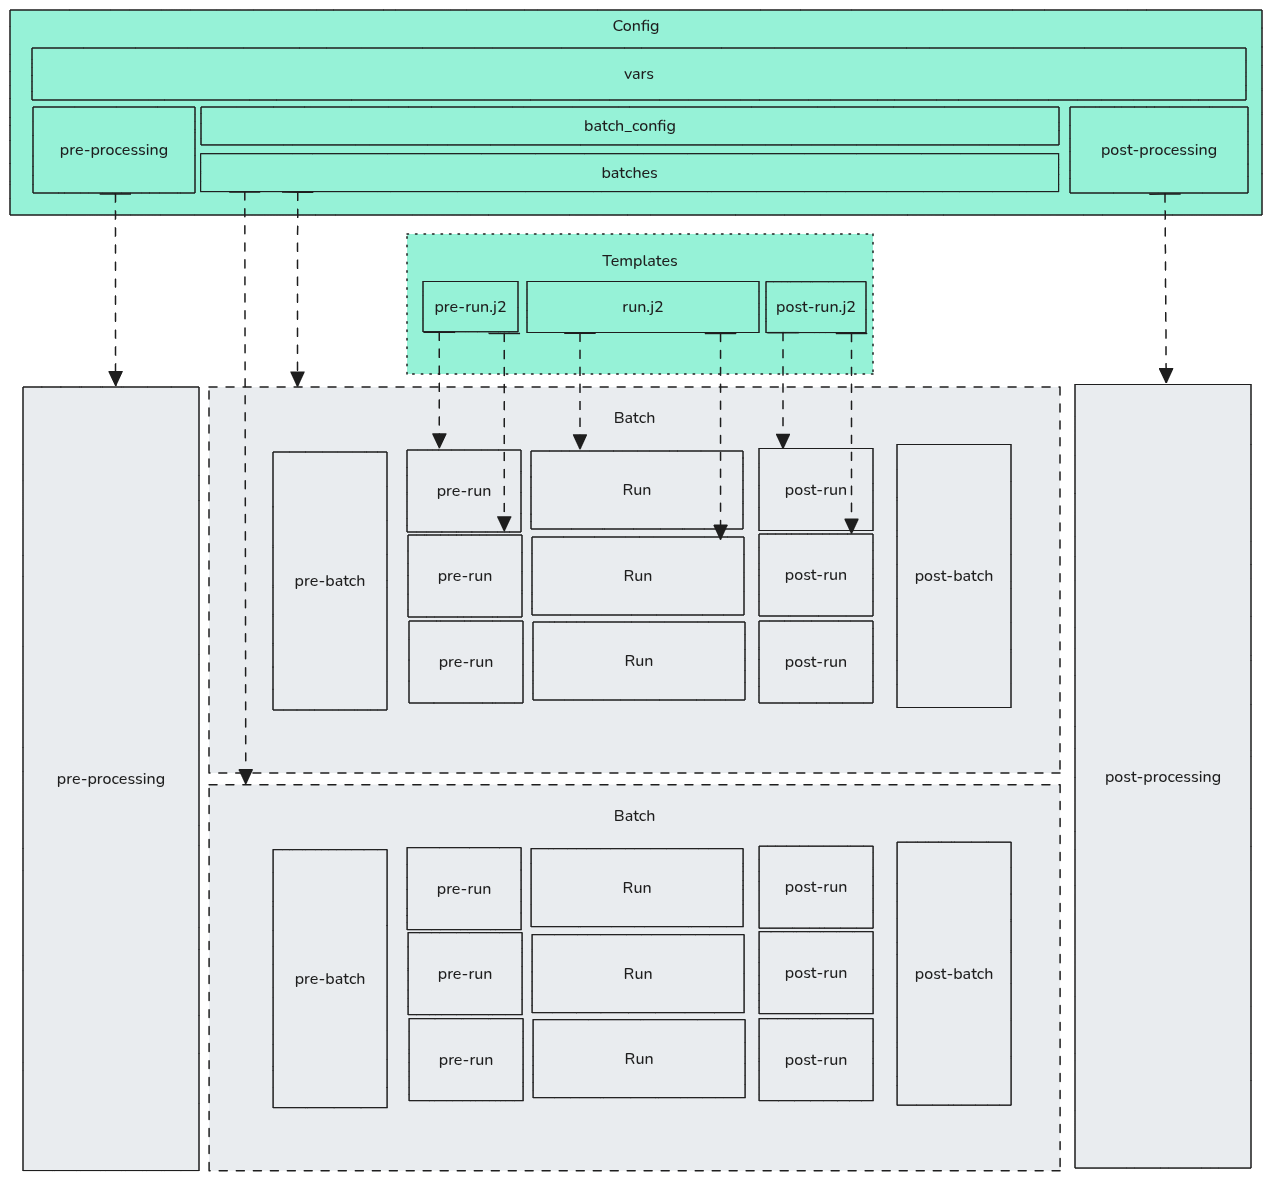 Config
vars
pre-processing
batch_config
post-processing
batches
Templates
pre-run.j2
run.j2
post-run.j2
Batch
pre-run
Run
post-run
pre-batch
pre-run
Run
post-run
post-batch
pre-run
Run
post-run
pre-processing
post-processing
Batch
pre-run
Run
post-run
pre-batch
pre-run
Run
post-run
post-batch
pre-run
Run
post-run